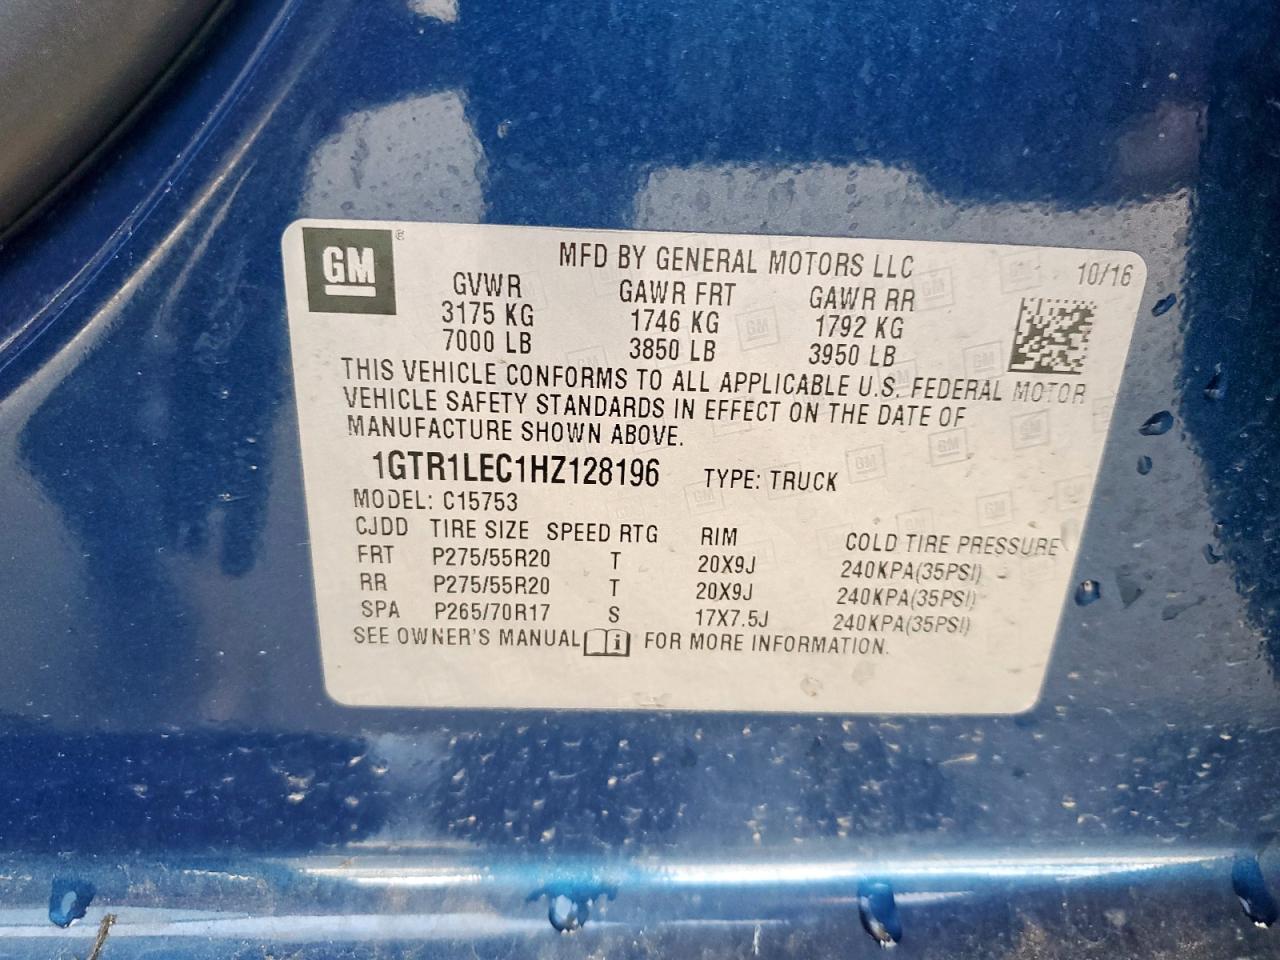 GM®
MFD BY GENERAL MOTORS LLC 10/16
GVWR GAWR FRT GAWR RR
3175 KG 1746 KG 1792 KG
7000 LB 3850 LB 3950 LB
THIS VEHICLE CONFORMS TO ALL APPLICABLE U.S. FEDERAL MOTOR
VEHICLE SAFETY STANDARDS IN EFFECT ON THE DATE OF
MANUFACTURE SHOWN ABOVE.
1GTR1LEC1HZ128196 TYPE: TRUCK
MODEL: C15753
CJDD TIRE SIZE SPEED RTG RIM COLD TIRE PRESSURE
FRT P275/55R20 T 20X9J 240KPA(35PSI)
RR P275/55R20 T 20X9J 240KPA(35PSI)
SPA P265/70R17 S 17X7.5J 240KPA(35PSI)
SEE OWNER'S MANUAL FOR MORE INFORMATION.